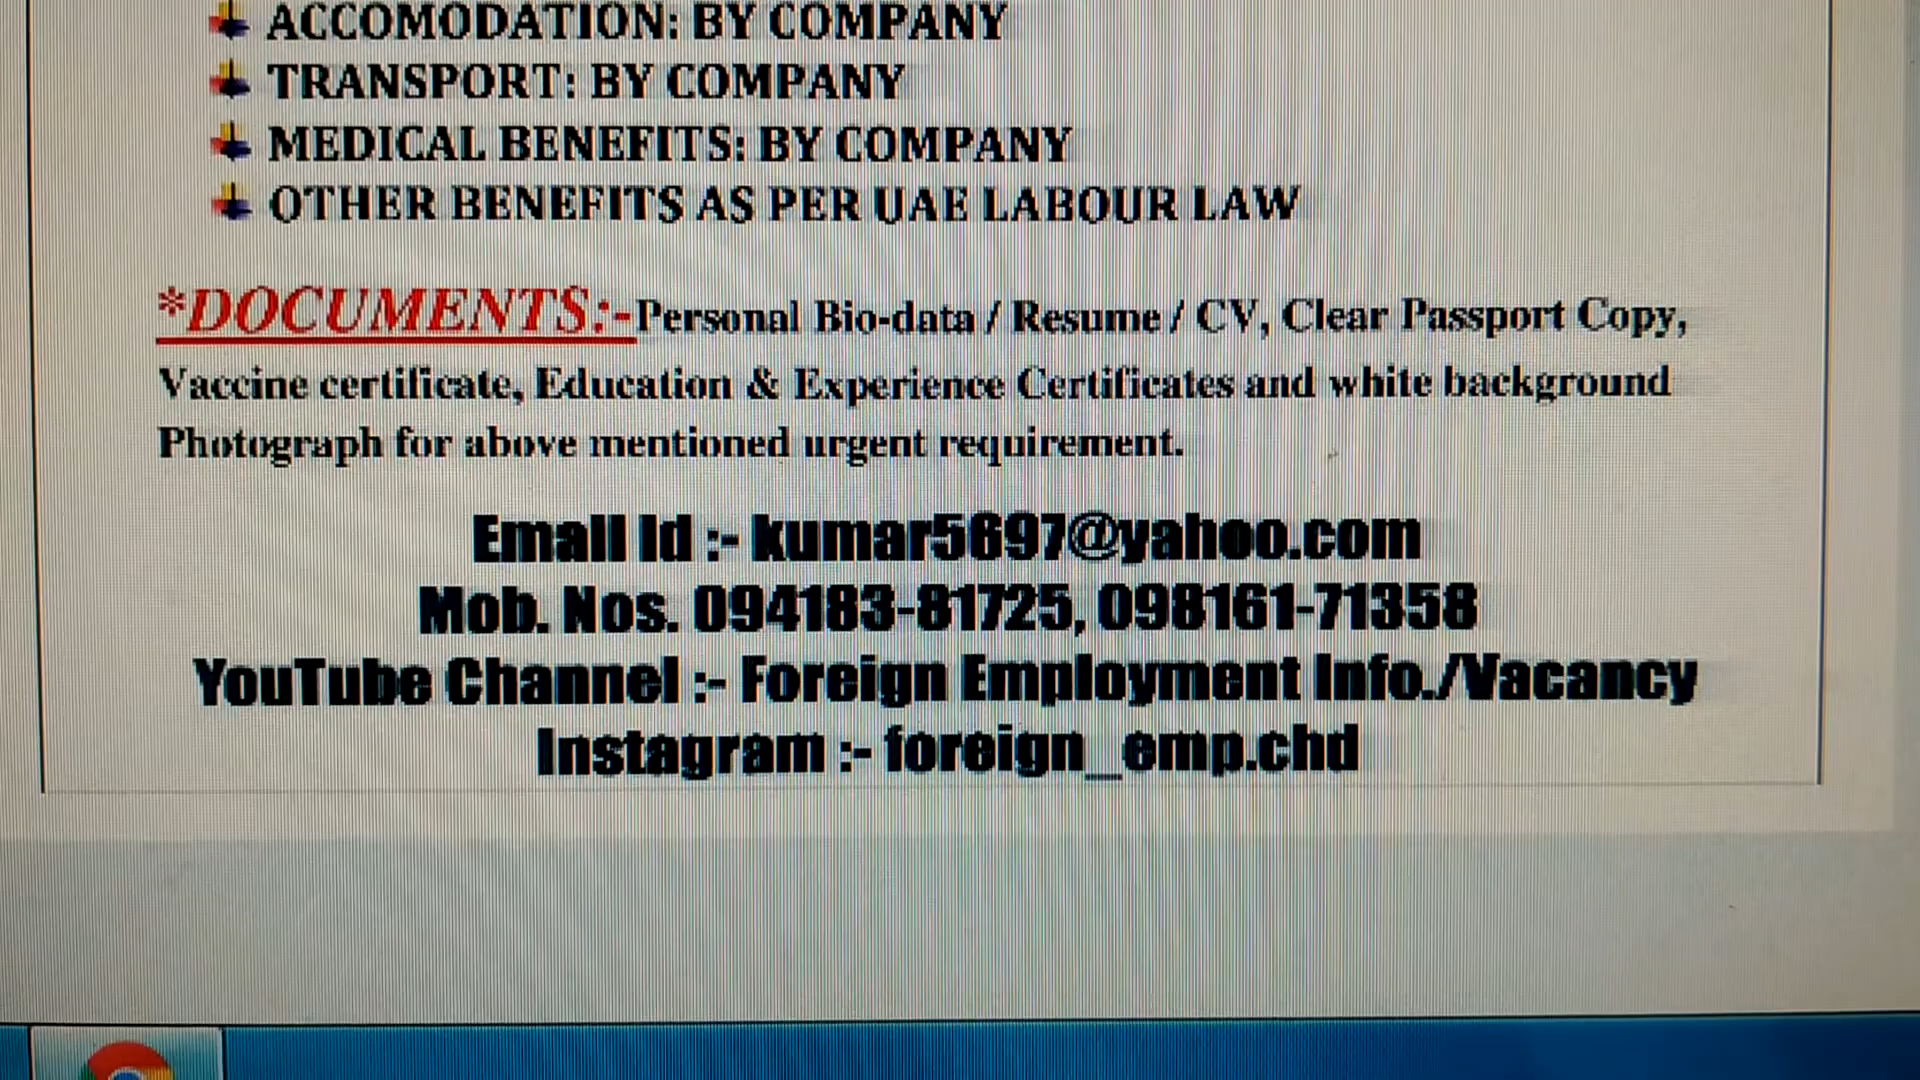 ACCOMODATION: BY COMPANY
TRANSPORT: BY COMPANY
MEDICAL BENEFITS: BY COMPANY
OTHER BENEFITS AS PER UAE LABOUR LAW
*DOCUMENTS:-Personal Bio-data / Resume / CV, Clear Passport Copy,
Vaccine certificate, Education & Experience Certificates and white background
Photograph for above mentioned urgent requirement.
Email Id :- kumar5697@yahoo.com
Mob. Nos. 094183-81725, 098161-71358
YouTube Channel :- Foreign Employment Info./Vacancy
Instagram :- foreign_emp.chd